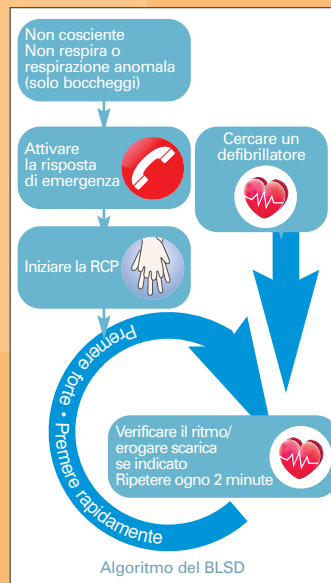 Non cosciente
Non respira o
respirazione anomala
(solo boccheggi)
Attivare
la risposta
di emergenza
Cercare un
defibrillatore
Iniziare la RCP
Premere forte • Premere rapidamente
Verificare il ritmo/
erogare scarica
se indicato
Ripetere ogno 2 minute
Algoritmo del BLSD